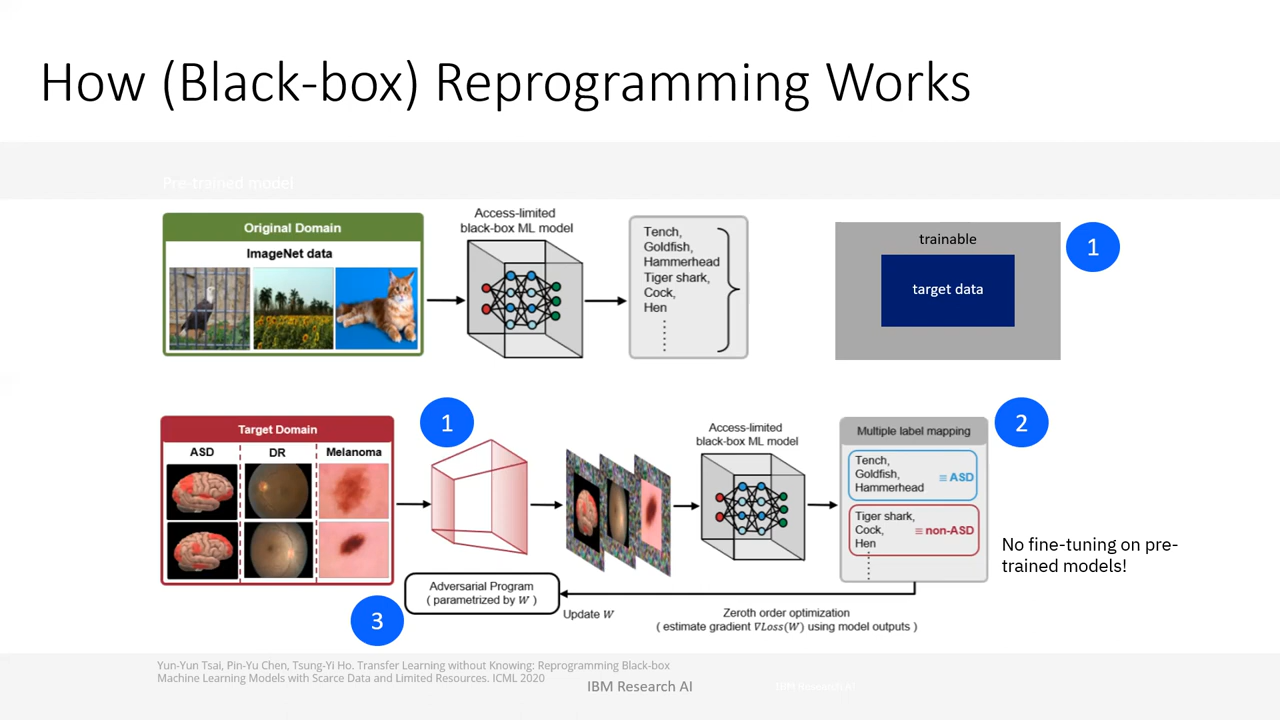 How (Black-box) Reprogramming Works
Pre-trained model
Original Domain
ImageNet data
Access-limited
black-box ML model
Tench,
Goldfish,
Hammerhead
Tiger shark,
Cock,
Hen
trainable
target data
1
Target Domain
ASD
DR
Melanoma
1
Access-limited
black-box ML model
Multiple label mapping
2
Tench,
Goldfish,
Hammerhead
≡ ASD
Tiger shark,
Cock,
Hen
≡ non-ASD
No fine-tuning on pre-
trained models!
Adversarial Program
( parametrized by W )
3
Update W
Zeroth order optimization
( estimate gradient ∇Loss(W) using model outputs )
Yun-Yun Tsai, Pin-Yu Chen, Tsung-Yi Ho. Transfer Learning without Knowing: Reprogramming Black-box
Machine Learning Models with Scarce Data and Limited Resources. ICML 2020
IBM Research AI
IBM Research AI